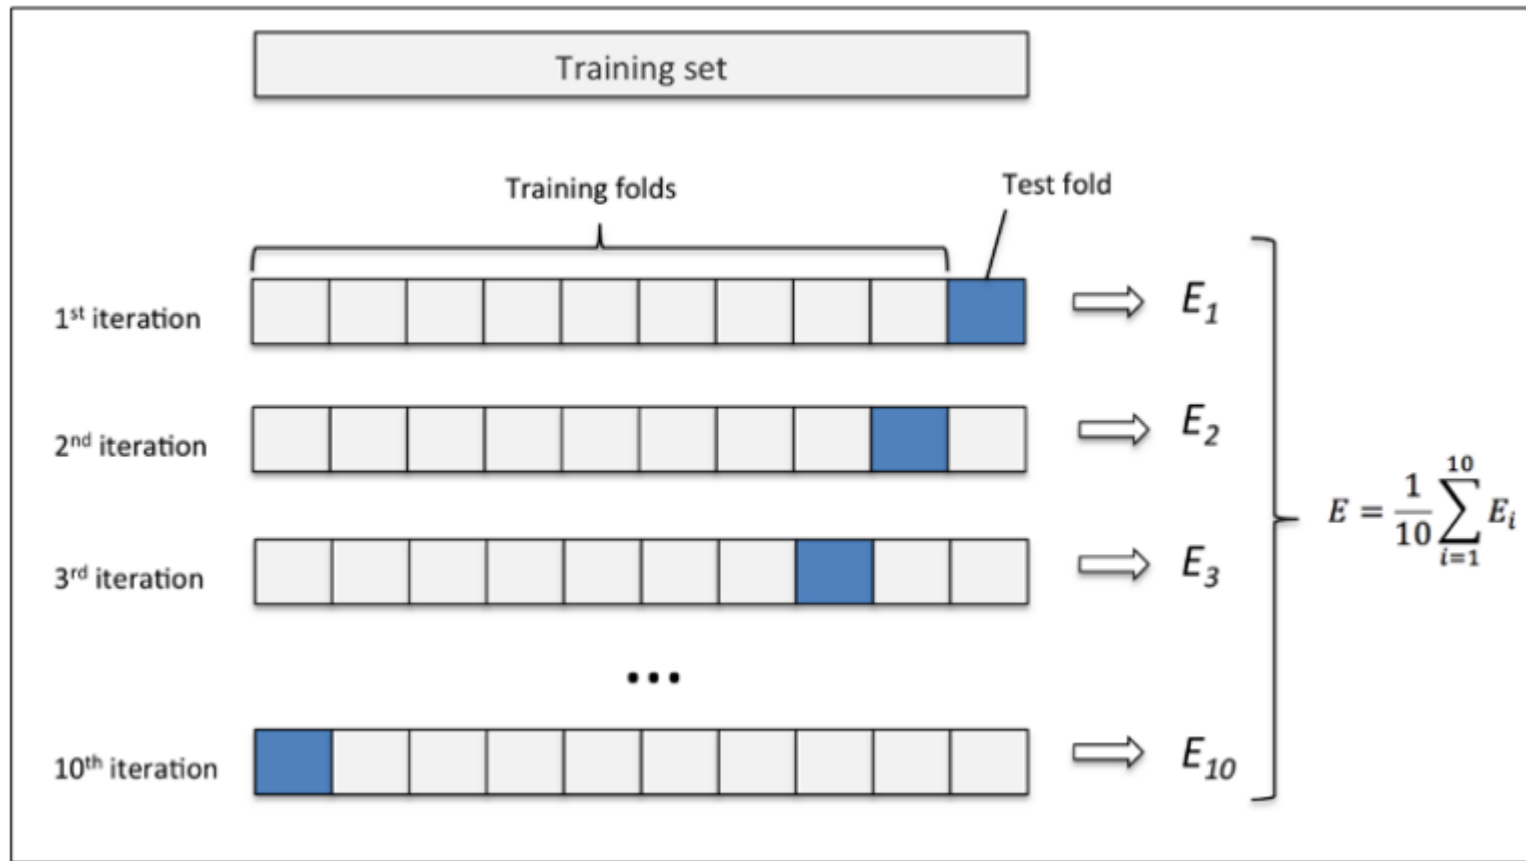 Training set
Training folds
Test fold
1st iteration
E1
2nd iteration
E2
3rd iteration
E3
...
10th iteration
E10
E = 1/10 ∑_{i=1}^{10} E_i